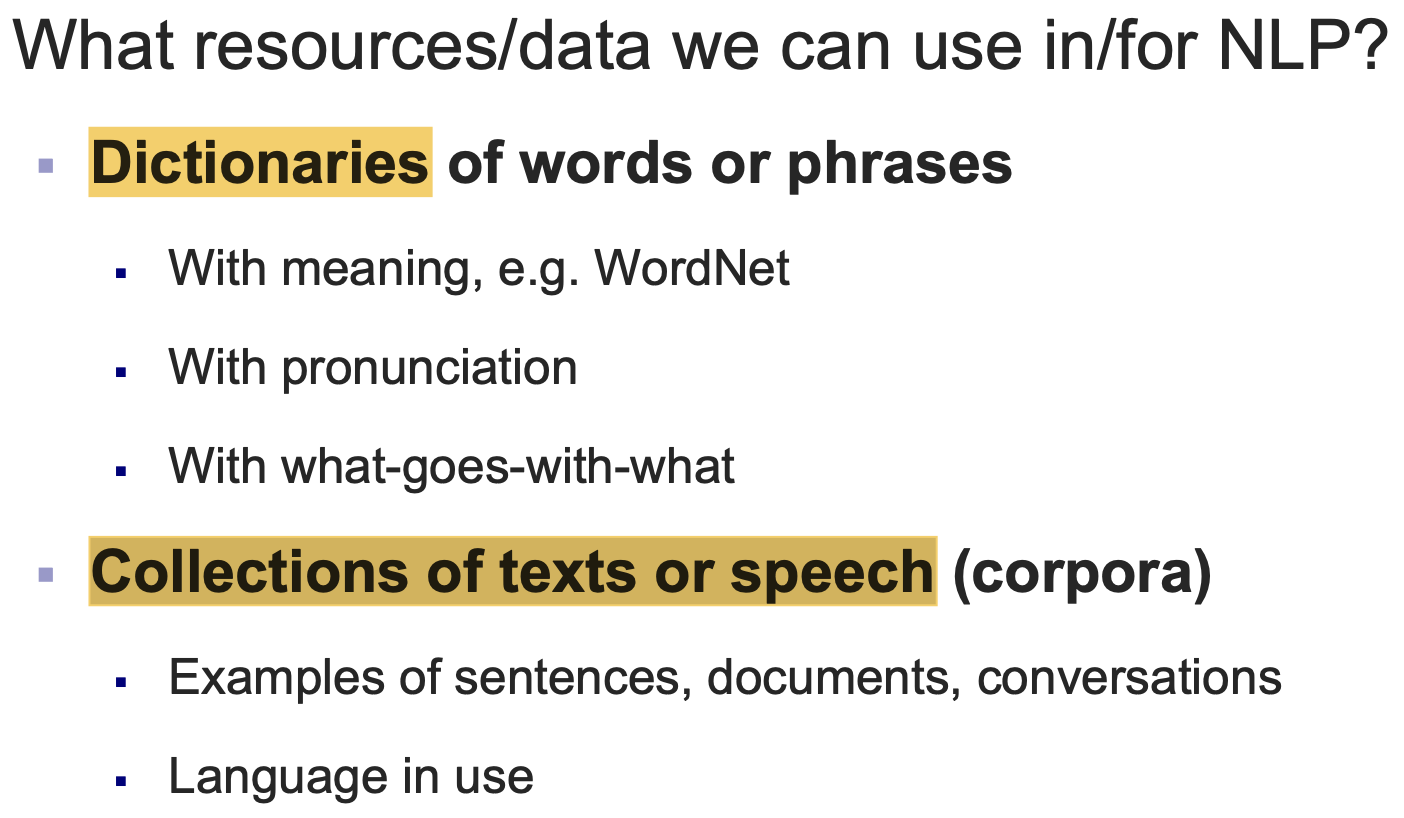 What resources/data we can use in/for NLP?
▪ Dictionaries of words or phrases
▪ With meaning, e.g. WordNet
▪ With pronunciation
▪ With what-goes-with-what
▪ Collections of texts or speech (corpora)
▪ Examples of sentences, documents, conversations
▪ Language in use